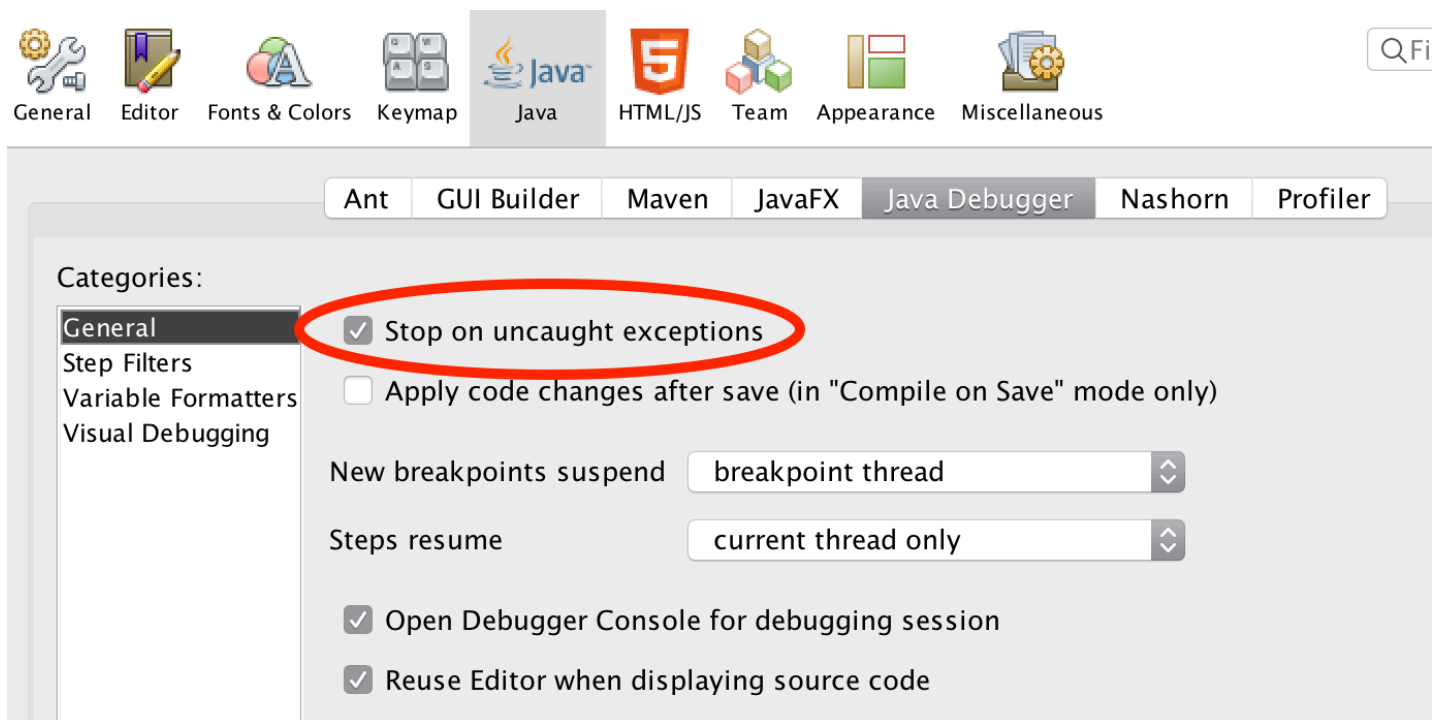 Java
Fi
General Editor Fonts & Colors Keymap Java HTML/JS Team Appearance Miscellaneous
Ant GUI Builder Maven JavaFX Java Debugger Nashorn Profiler
Categories:
General
Step Filters
Variable Formatters
Visual Debugging
Stop on uncaught exceptions
Apply code changes after save (in "Compile on Save" mode only)
New breakpoints suspend breakpoint thread
Steps resume current thread only
Open Debugger Console for debugging session
Reuse Editor when displaying source code